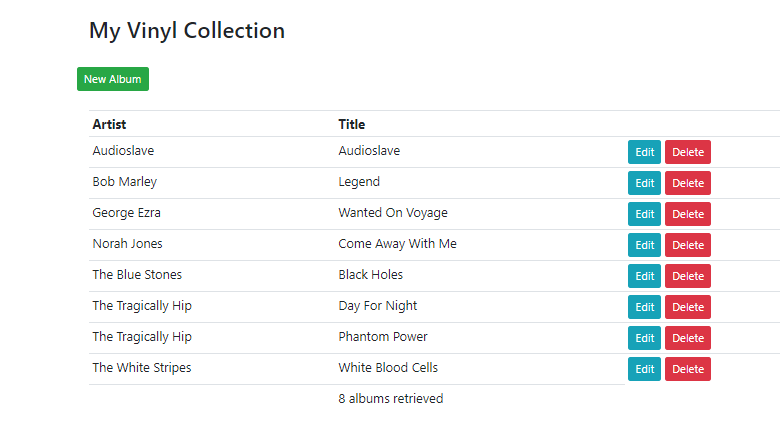 My Vinyl Collection
New Album
Artist Title
Audioslave Audioslave Edit Delete
Bob Marley Legend Edit Delete
George Ezra Wanted On Voyage Edit Delete
Norah Jones Come Away With Me Edit Delete
The Blue Stones Black Holes Edit Delete
The Tragically Hip Day For Night Edit Delete
The Tragically Hip Phantom Power Edit Delete
The White Stripes White Blood Cells Edit Delete
8 albums retrieved